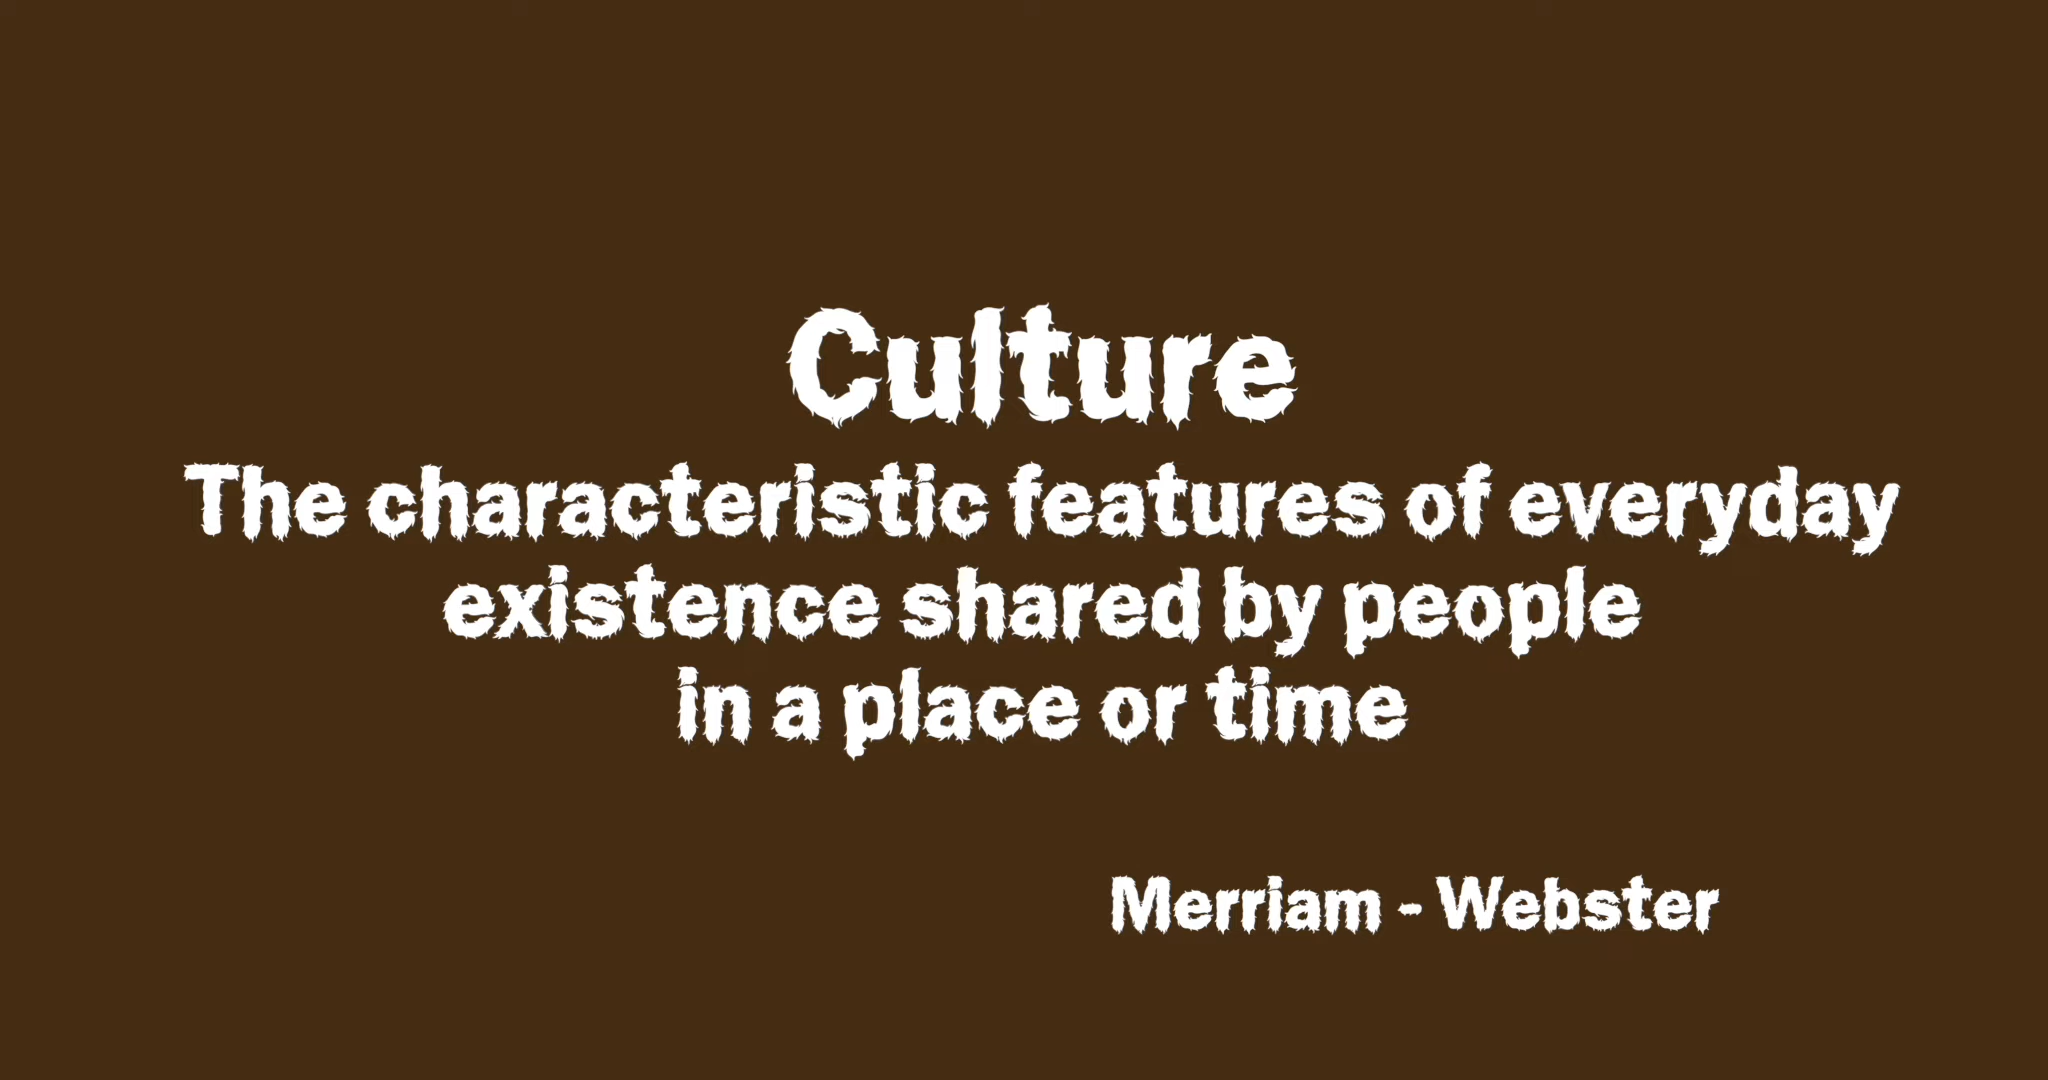 Culture
The characteristic features of everyday
existence shared by people
in a place or time
Merriam - Webster